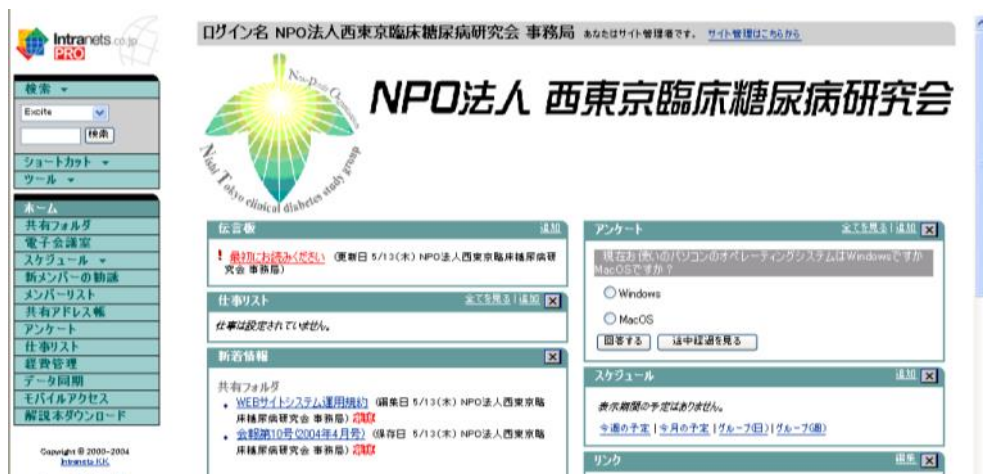 Intranets.co.jp
PRO
検索
Excite
検索
ショートカット
ツール
ホーム
共有フォルダ
電子会議室
スケジュール
新メンバーの勧誘
メンバーリスト
共有アドレス帳
アンケート
仕事リスト
経費管理
データ同期
モバイルアクセス
解説本ダウンロード
Copyright © 2000-2004
Intranets KK.
ログイン名 NPO法人西東京臨床糖尿病研究会 事務局 あなたはサイト管理者です。 サイト管理はこちらから
Non-Profit Organization
Nishi Tokyo clinical diabetes study group
NPO法人 西東京臨床糖尿病研究会
伝言板 追加
! 最初にお読みください (更新日 5/13(木) NPO法人西東京臨床糖尿病研
究会 事務局)
仕事リスト 全てを見る | 追加
仕事は設定されていません。
新着情報
共有フォルダ
WEBサイトシステム運用規約 (編集日 5/13(木) NPO法人西東京臨
床糖尿病研究会 事務局)
会報第10号(2004年4月号) (保存日 5/13(木) NPO法人西東京臨
床糖尿病研究会 事務局)
アンケート 全てを見る | 追加
現在お使いのパソコンのオペレーティングシステムはWindowsですか
MacOSですか?
Windows
MacOS
回答する 途中経過を見る
スケジュール 追加
表示期間の予定はありません。
今週の予定 | 今月の予定 | グループ(日) | グループ(週)
リンク 編集